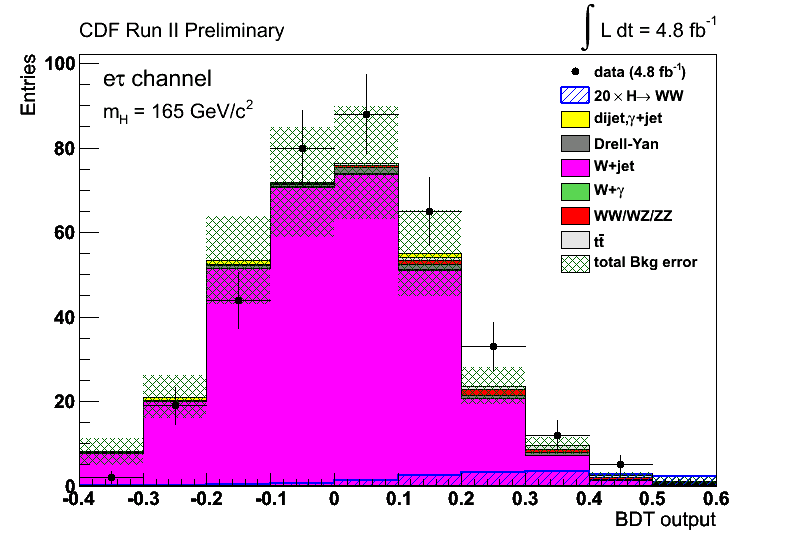 CDF Run II Preliminary
∫ L dt = 4.8 fb⁻¹
Entries
100
80
60
40
20
0
eτ channel
m_H = 165 GeV/c²
data (4.8 fb⁻¹)
20 × H→ WW
dijet,γ+jet
Drell-Yan
W+jet
W+γ
WW/WZ/ZZ
tt̄
total Bkg error
-0.4 -0.3 -0.2 -0.1 0 0.1 0.2 0.3 0.4 0.5 0.6
BDT output